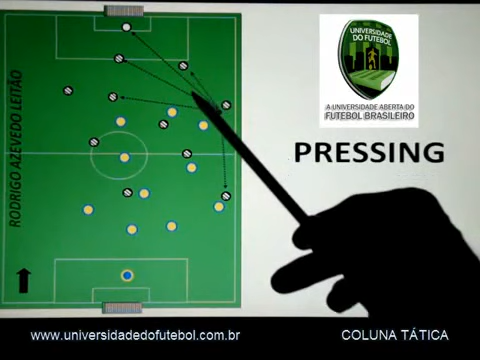 RODRIGO AZEVEDO LEITÃO
UNIVERSIDADE
DO FUTEBOL
A UNIVERSIDADE ABERTA DO
FUTEBOL BRASILEIRO
PRESSING
www.universidadedofutebol.com.br
COLUNA TÁTICA